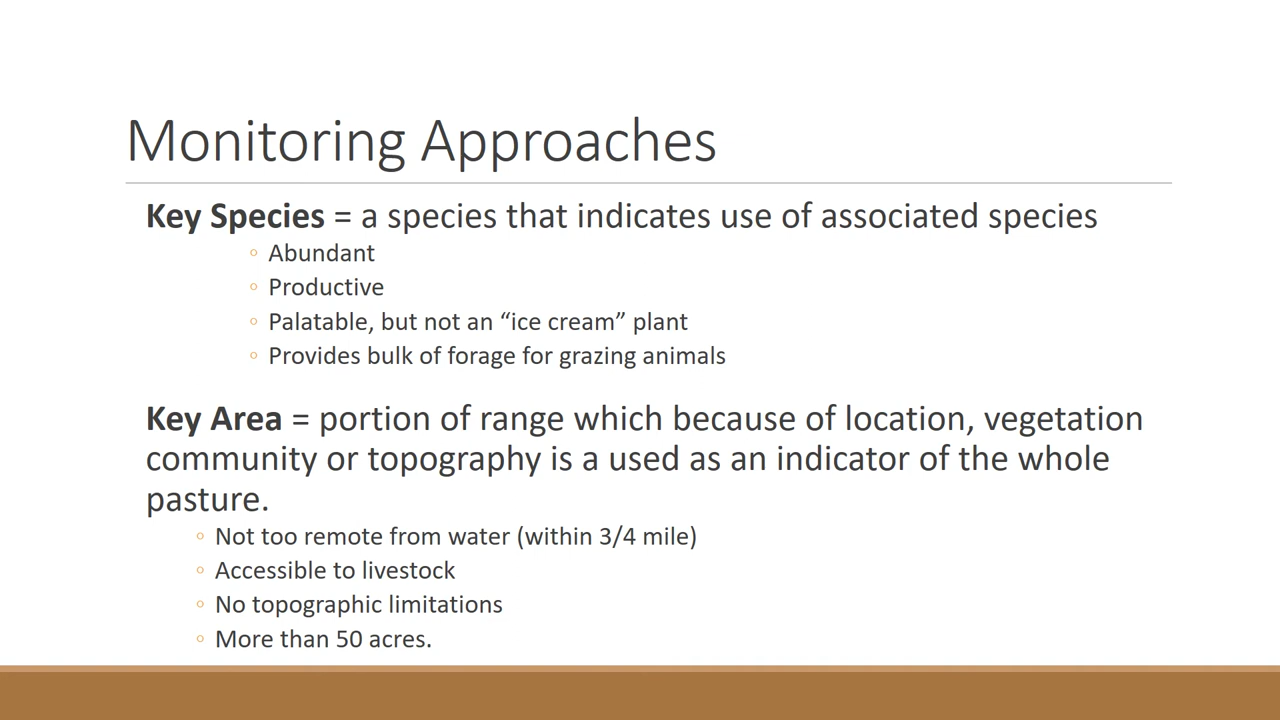 Monitoring Approaches
Key Species = a species that indicates use of associated species
◦ Abundant
◦ Productive
◦ Palatable, but not an “ice cream” plant
◦ Provides bulk of forage for grazing animals
Key Area = portion of range which because of location, vegetation
community or topography is a used as an indicator of the whole
pasture.
◦ Not too remote from water (within 3/4 mile)
◦ Accessible to livestock
◦ No topographic limitations
◦ More than 50 acres.